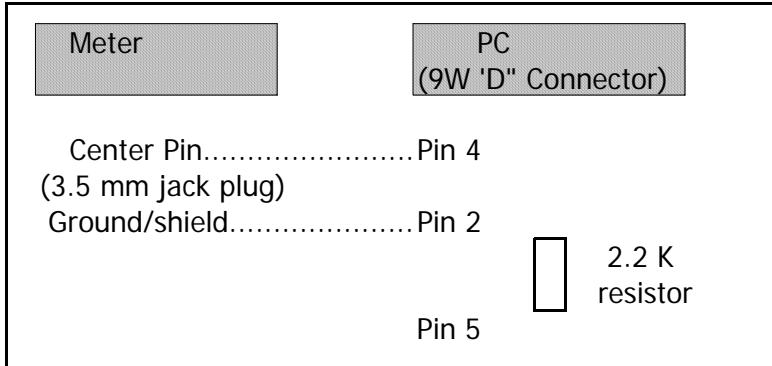 Meter PC
(9W 'D" Connector)
Center Pin........................Pin 4
(3.5 mm jack plug)
Ground/shield.....................Pin 2
2.2 K
resistor
Pin 5